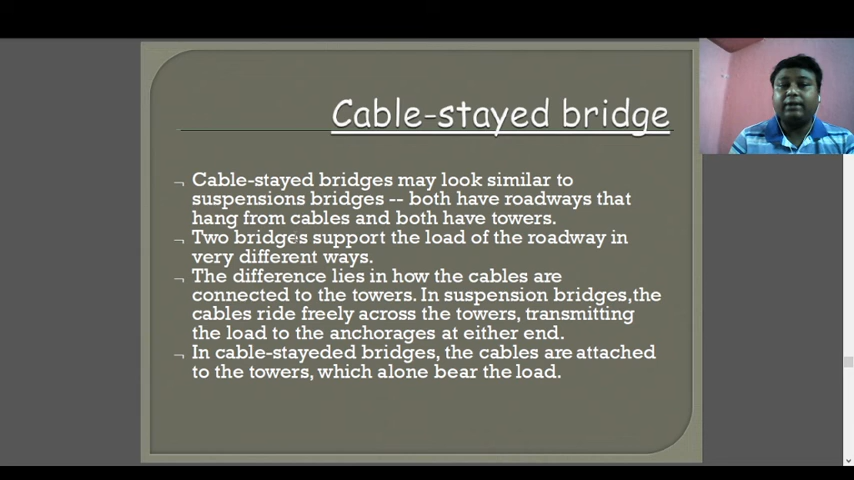 Cable-stayed bridge
Cable-stayed bridges may look similar to
suspensions bridges -- both have roadways that
hang from cables and both have towers.
Two bridges support the load of the roadway in
very different ways.
The difference lies in how the cables are
connected to the towers. In suspension bridges,the
cables ride freely across the towers, transmitting
the load to the anchorages at either end.
In cable-stayeded bridges, the cables are attached
to the towers, which alone bear the load.